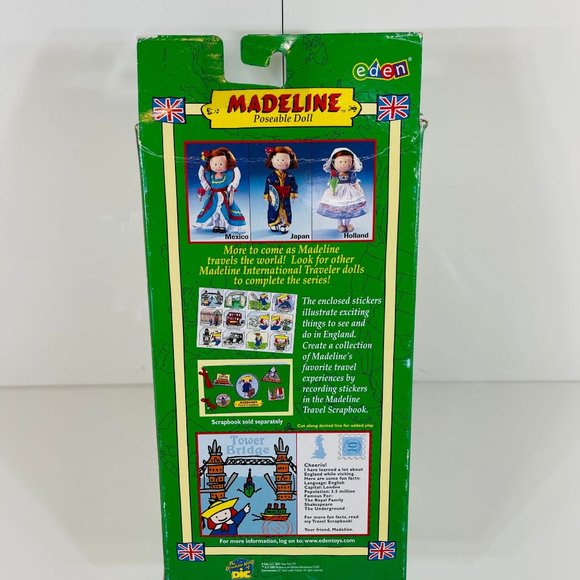 eden
MADELINE
Poseable Doll
Mexico
Japan
Holland
More to come as Madeline
travels the world! Look for other
Madeline International Traveler dolls
to complete the series!
The enclosed stickers
illustrate exciting
things to see and
do in England.
Create a collection
of Madeline's
favorite travel
experiences by
recording stickers
in the Madeline
Travel Scrapbook.
Scrapbook sold separately
Cut along dotted line for added play
Tower
Bridge
Cheerio!
I have learned a lot about
England while visiting.
Here are some fun facts:
Language: English
Capital: London
Population: 3.5 million
Famous For:
The Royal Family
Shakespeare
The Underground
For more fun facts, read
my Travel Scrapbook!
For more information, log on to: www.edentoys.com
DIC